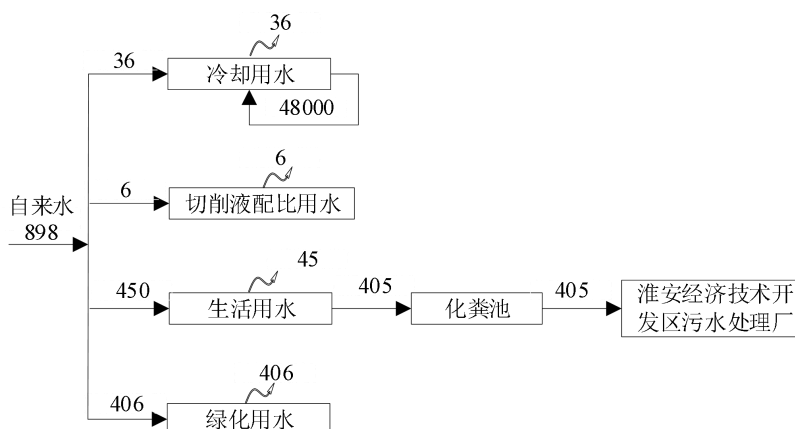 36
36
冷却用水
48000
6
6
切削液配比用水
自来水
898
45
450
生活用水
405
化粪池
405
淮安经济技术开
发区污水处理厂
406
406
绿化用水